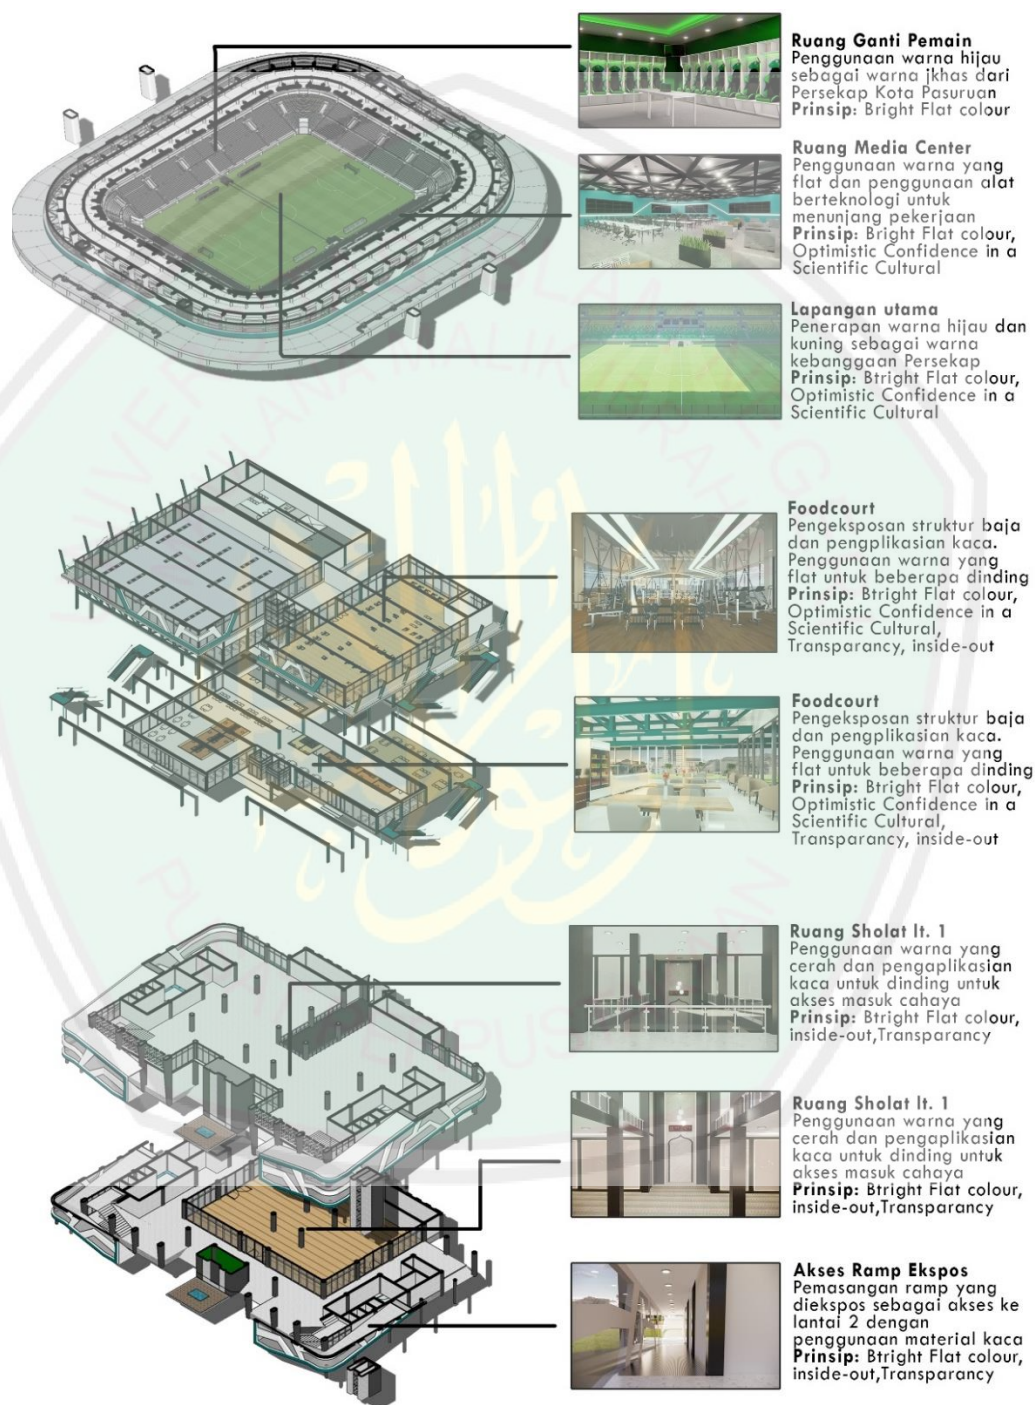 Ruang Ganti Pemain
Penggunaan warna hijau
sebagai warna jkhas dari
Persekap Kota Pasuruan
Prinsip: Bright Flat colour
Ruang Media Center
Penggunaan warna yang
flat dan penggunaan alat
berteknologi untuk
menunjang pekerjaan
Prinsip: Bright Flat colour,
Optimistic Confidence in a
Scientific Cultural
Lapangan utama
Penerapan warna hijau dan
kuning sebagai warna
kebanggaan Persekap
Prinsip: Btright Flat colour,
Optimistic Confidence in a
Scientific Cultural
Foodcourt
Pengeksposan struktur baja
dan pengplikasian kaca.
Penggunaan warna yang
flat untuk beberapa dinding
Prinsip: Btright Flat colour,
Optimistic Confidence in a
Scientific Cultural,
Transparancy, inside-out
Foodcourt
Pengeksposan struktur baja
dan pengplikasian kaca.
Penggunaan warna yang
flat untuk beberapa dinding
Prinsip: Btright Flat colour,
Optimistic Confidence in a
Scientific Cultural,
Transparancy, inside-out
Ruang Sholat lt. 1
Penggunaan warna yang
cerah dan pengaplikasian
kaca untuk dinding untuk
akses masuk cahaya
Prinsip: Btright Flat colour,
inside-out,Transparancy
Ruang Sholat lt. 1
Penggunaan warna yang
cerah dan pengaplikasian
kaca untuk dinding untuk
akses masuk cahaya
Prinsip: Btright Flat colour,
inside-out,Transparancy
Akses Ramp Ekspos
Pemasangan ramp yang
diekspos sebagai akses ke
lantai 2 dengan
penggunaan material kaca
Prinsip: Btright Flat colour,
inside-out,Transparancy